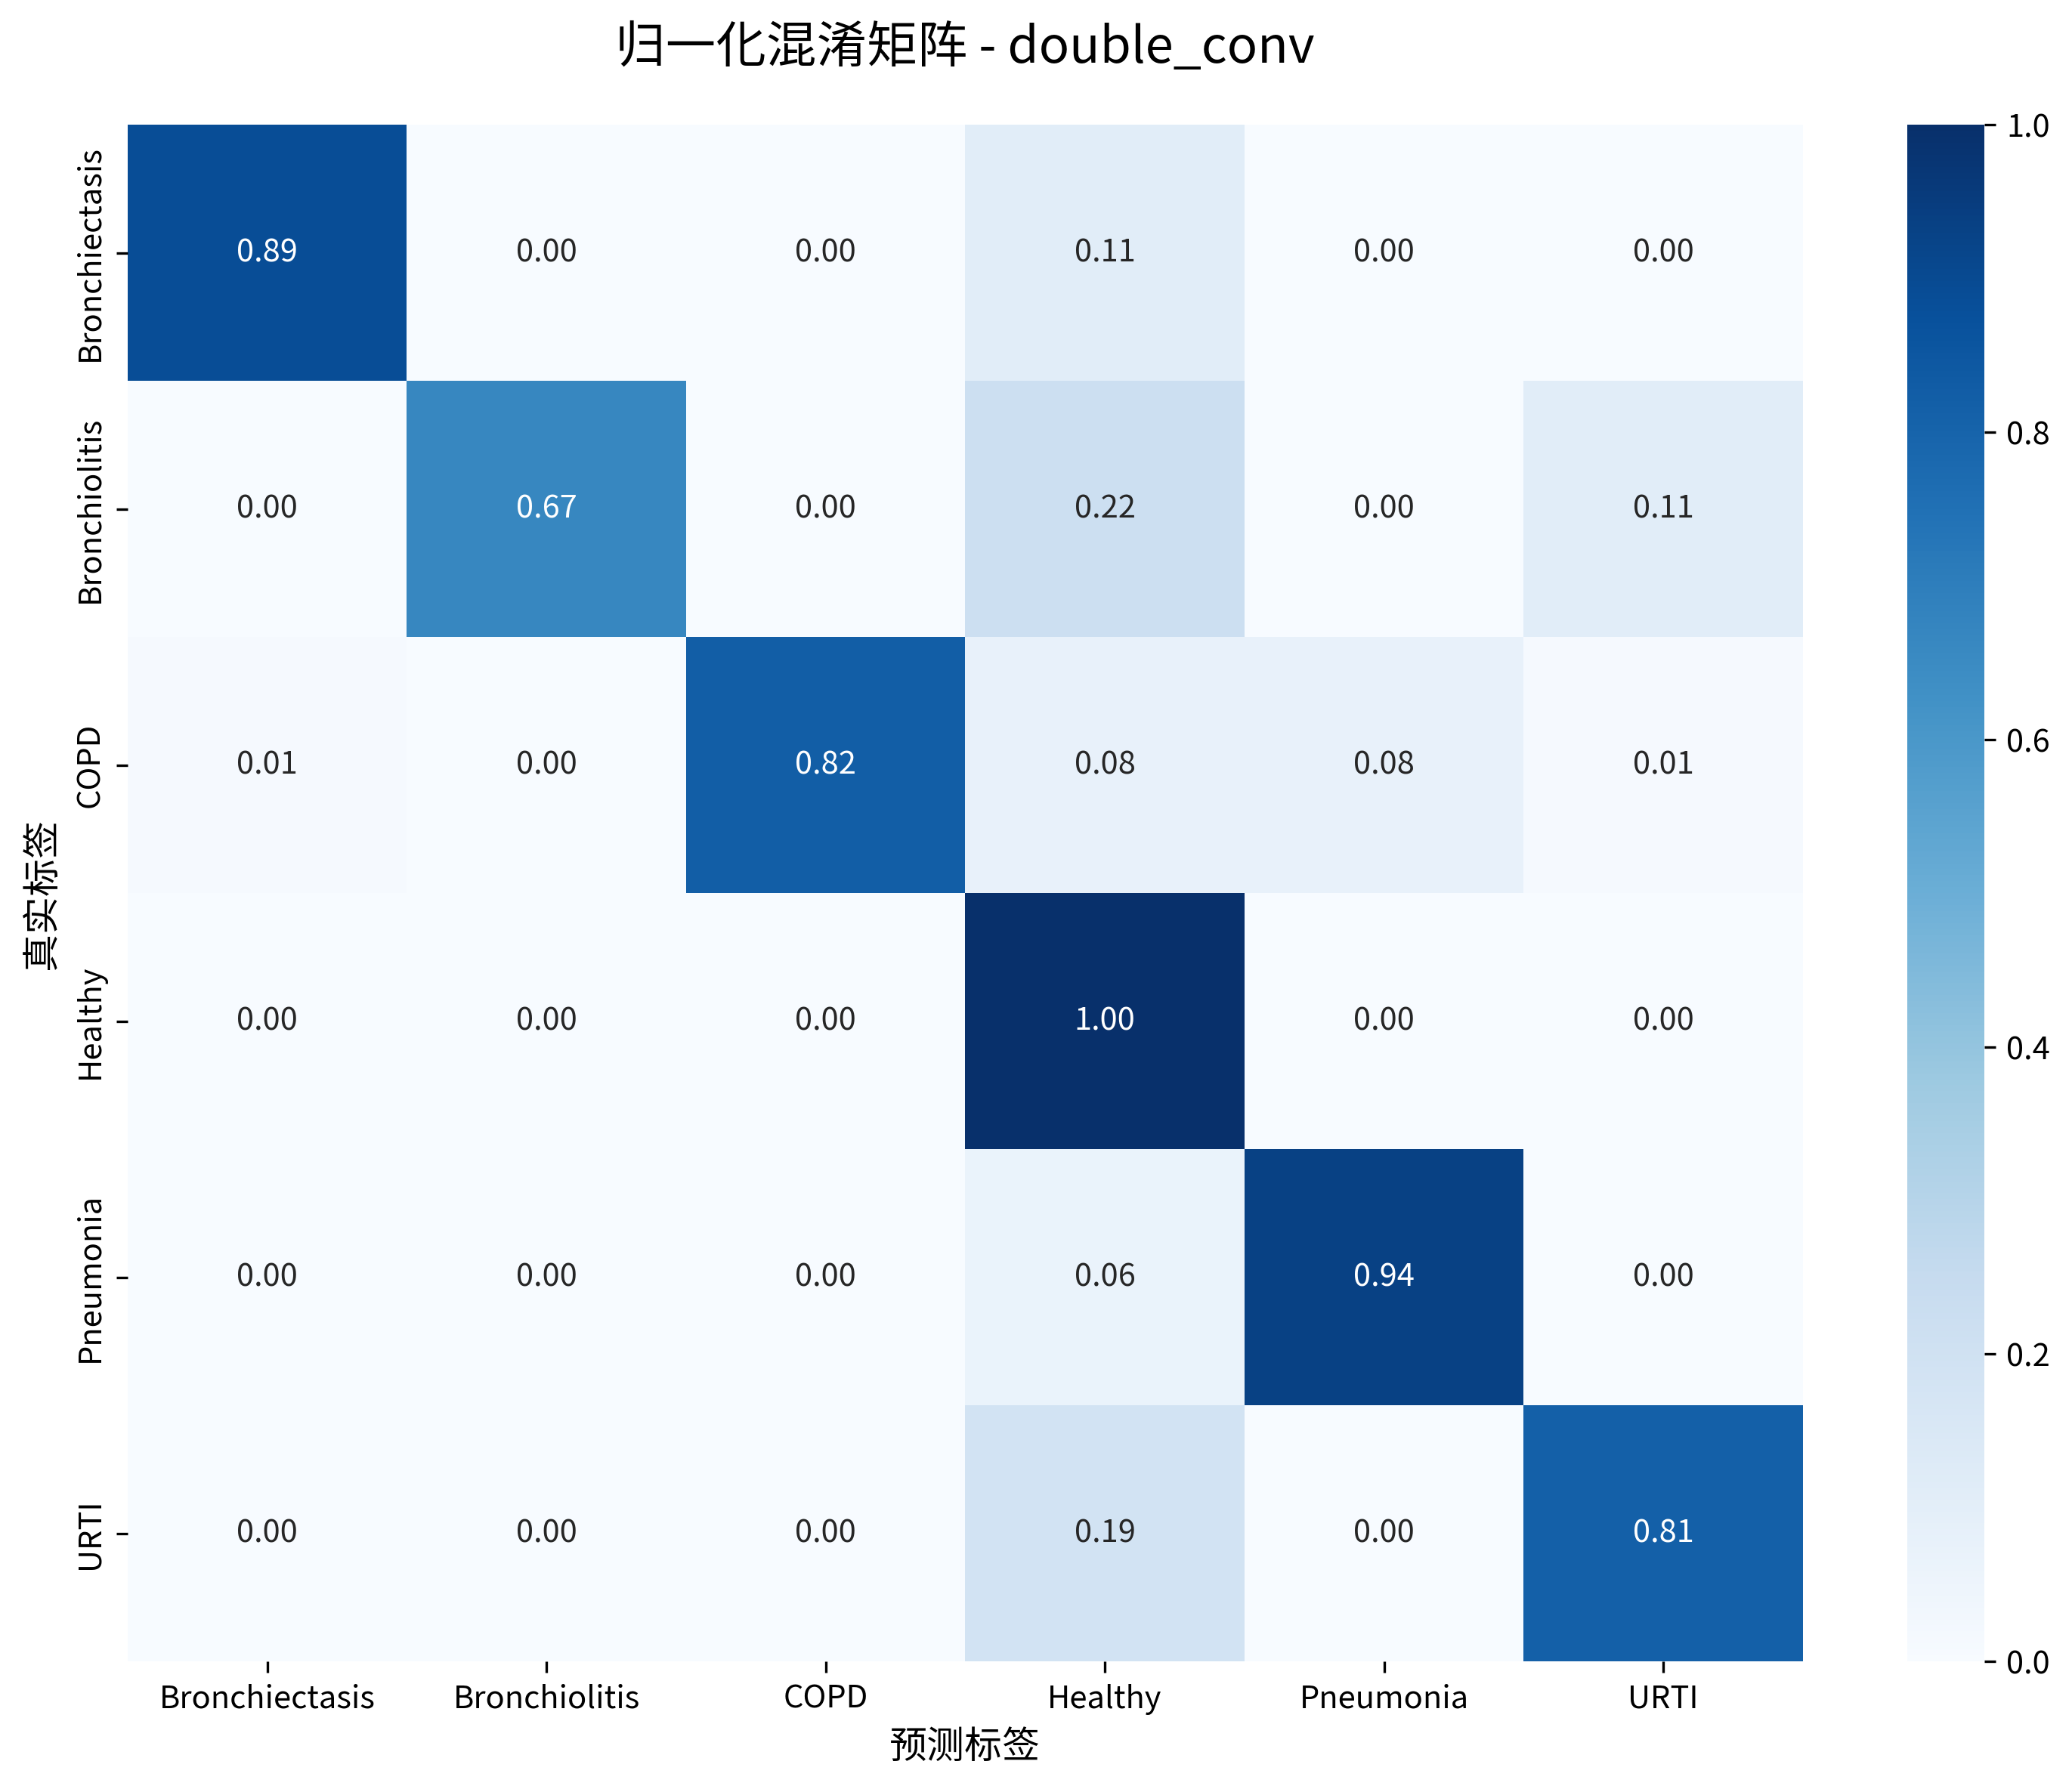 归一化混淆矩阵 - double_conv
真实标签
Bronchiectasis 0.89 0.00 0.00 0.11 0.00 0.00
Bronchiolitis 0.00 0.67 0.00 0.22 0.00 0.11
COPD 0.01 0.00 0.82 0.08 0.08 0.01
Healthy 0.00 0.00 0.00 1.00 0.00 0.00
Pneumonia 0.00 0.00 0.00 0.06 0.94 0.00
URTI 0.00 0.00 0.00 0.19 0.00 0.81
Bronchiectasis Bronchiolitis COPD Healthy Pneumonia URTI
预测标签
1.0
0.8
0.6
0.4
0.2
0.0